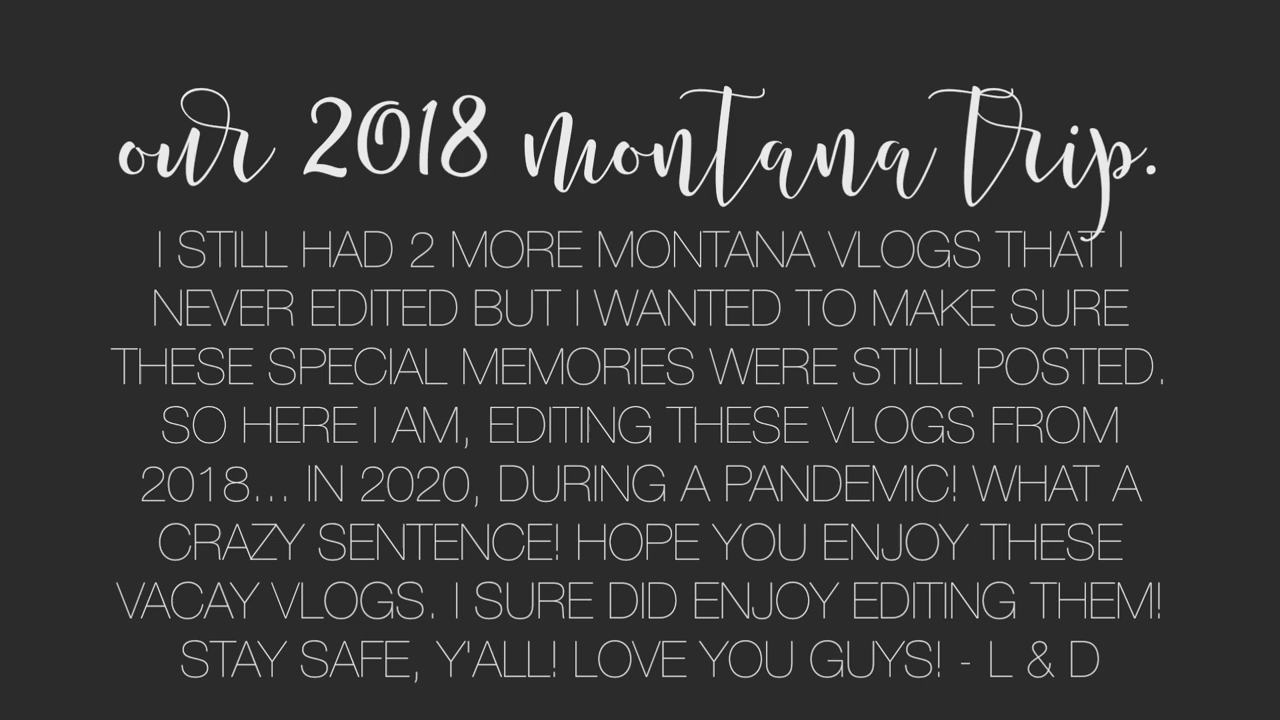 our 2018 montana trip.
I STILL HAD 2 MORE MONTANA VLOGS THAT I
NEVER EDITED BUT I WANTED TO MAKE SURE
THESE SPECIAL MEMORIES WERE STILL POSTED.
SO HERE I AM, EDITING THESE VLOGS FROM
2018... IN 2020, DURING A PANDEMIC! WHAT A
CRAZY SENTENCE! HOPE YOU ENJOY THESE
VACAY VLOGS. I SURE DID ENJOY EDITING THEM!
STAY SAFE, Y'ALL! LOVE YOU GUYS! - L & D